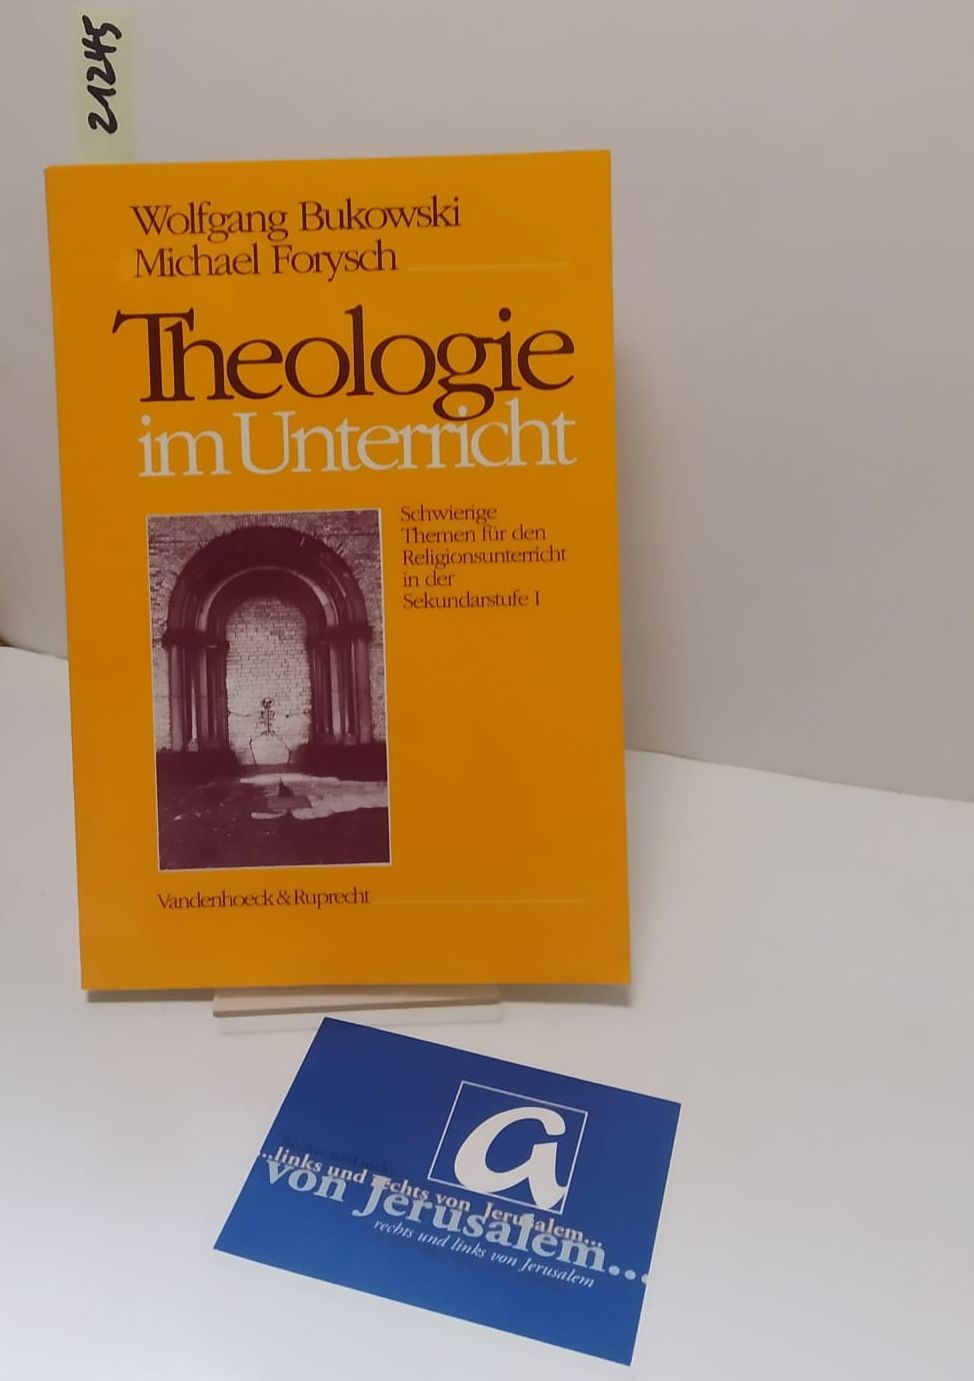 21245
Wolfgang Bukowski
Michael Forysch
Theologie
im Unterricht
Schwierige
Themen für den
Religionsunterricht
in der
Sekundarstufe I
Vandenhoeck & Ruprecht
a
...links und rechts von Jerusalem...
von Jerusalem...
rechts und links von Jerusalem